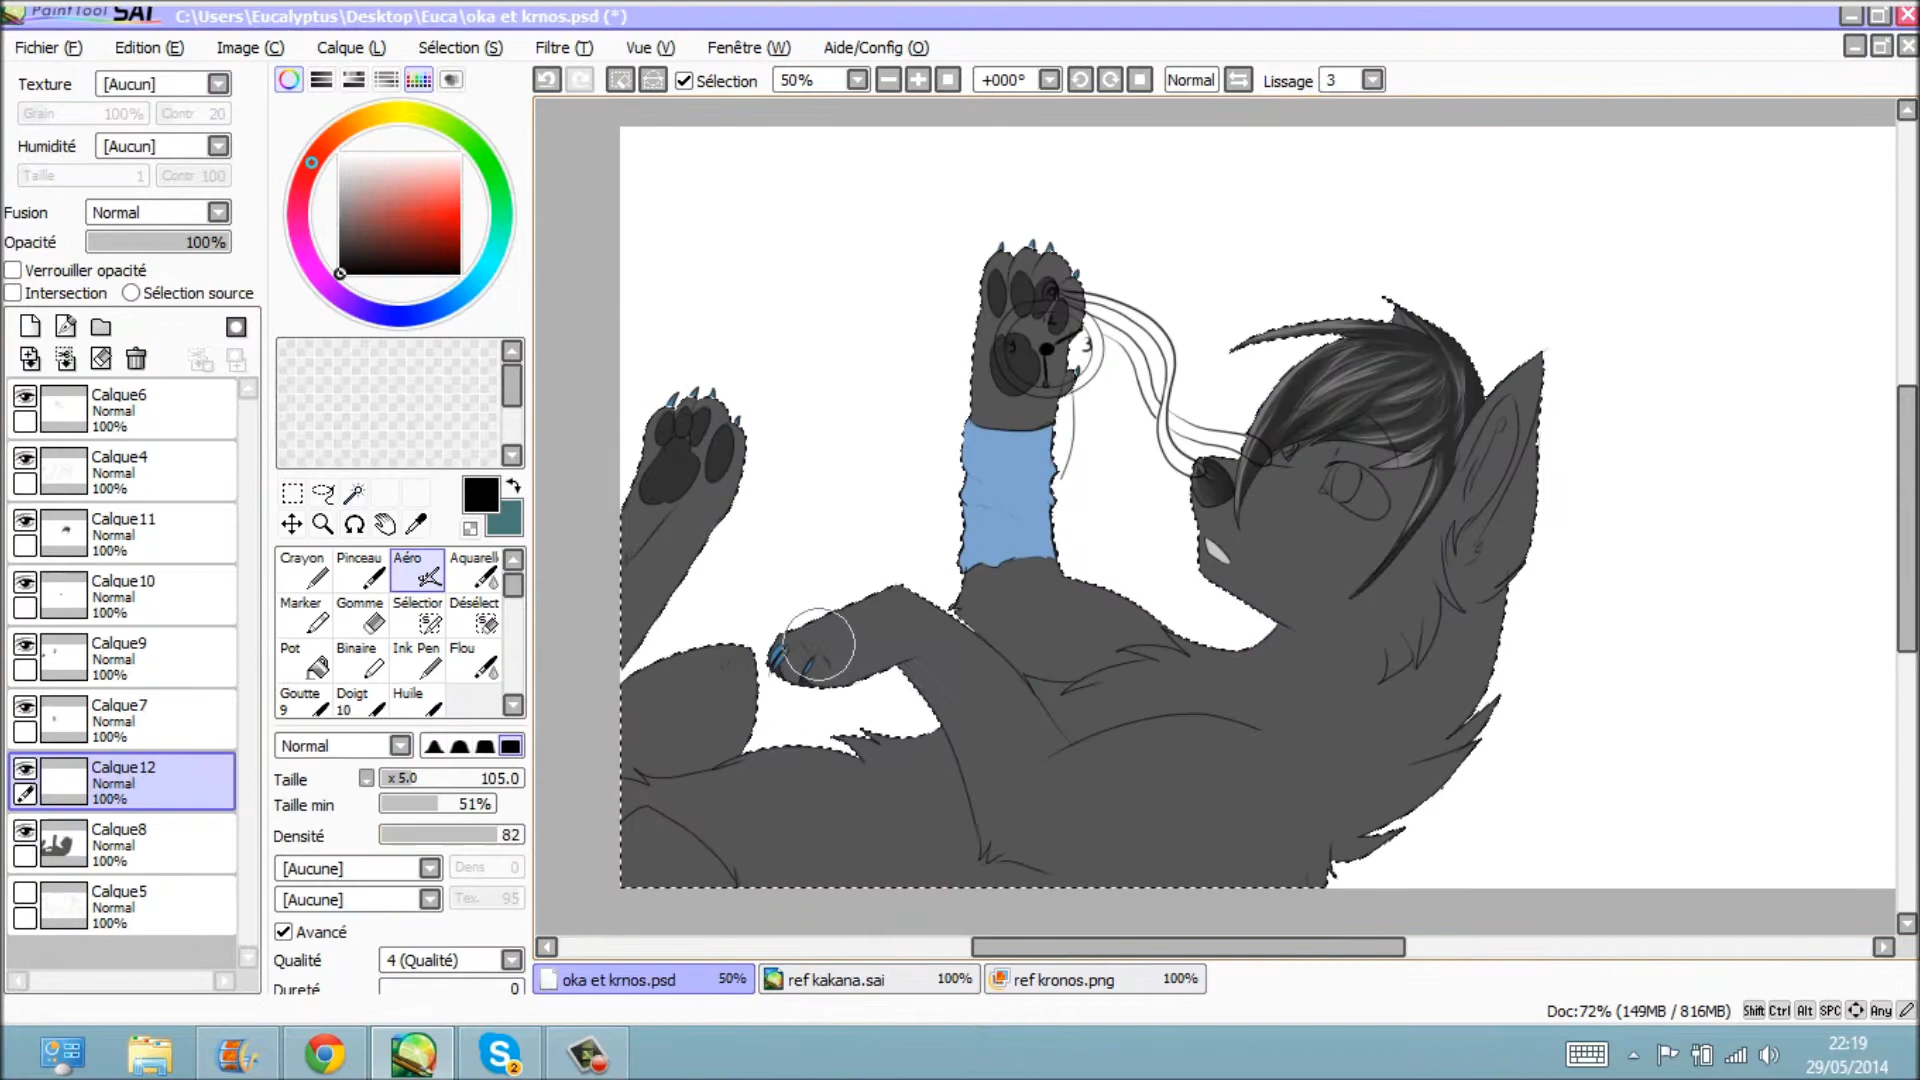 PaintTool SAI C:\Users\Eucalyptus\Desktop\Euca\oka et krnos.psd (*)
Fichier (F) Edition (E) Image (C) Calque (L) Sélection (S) Filtre (T) Vue (V) Fenêtre (W) Aide/Config (O)
Texture [Aucun]
Grain 100% Contr 20
Humidité [Aucun]
Taille 1 Contr 100
Fusion Normal
Opacité 100%
Verrouiller opacité
Intersection Sélection source
Sélection 50% +000° Normal Lissage 3
Calque6
Normal
100%
Calque4
Normal
100%
Calque11
Normal
100%
Calque10
Normal
100%
Calque9
Normal
100%
Calque7
Normal
100%
Calque12
Normal
100%
Calque8
Normal
100%
Calque5
Normal
100%
Crayon Pinceau Aéro Aquarell
Marker Gomme Sélection Désélect
Pot Binaire Ink Pen Flou
Goutte Doigt Huile
9 10
Normal
Taille x 5.0 105.0
Taille min 51%
Densité 82
[Aucune] Dens 0
[Aucune] Tex. 95
Avancé
Qualité 4 (Qualité)
Dureté 0
oka et krnos.psd 50% ref kakana.sai 100% ref kronos.png 100%
Doc:72% (149MB / 816MB) Shift Ctrl Alt SPC Any
2
22:19
29/05/2014